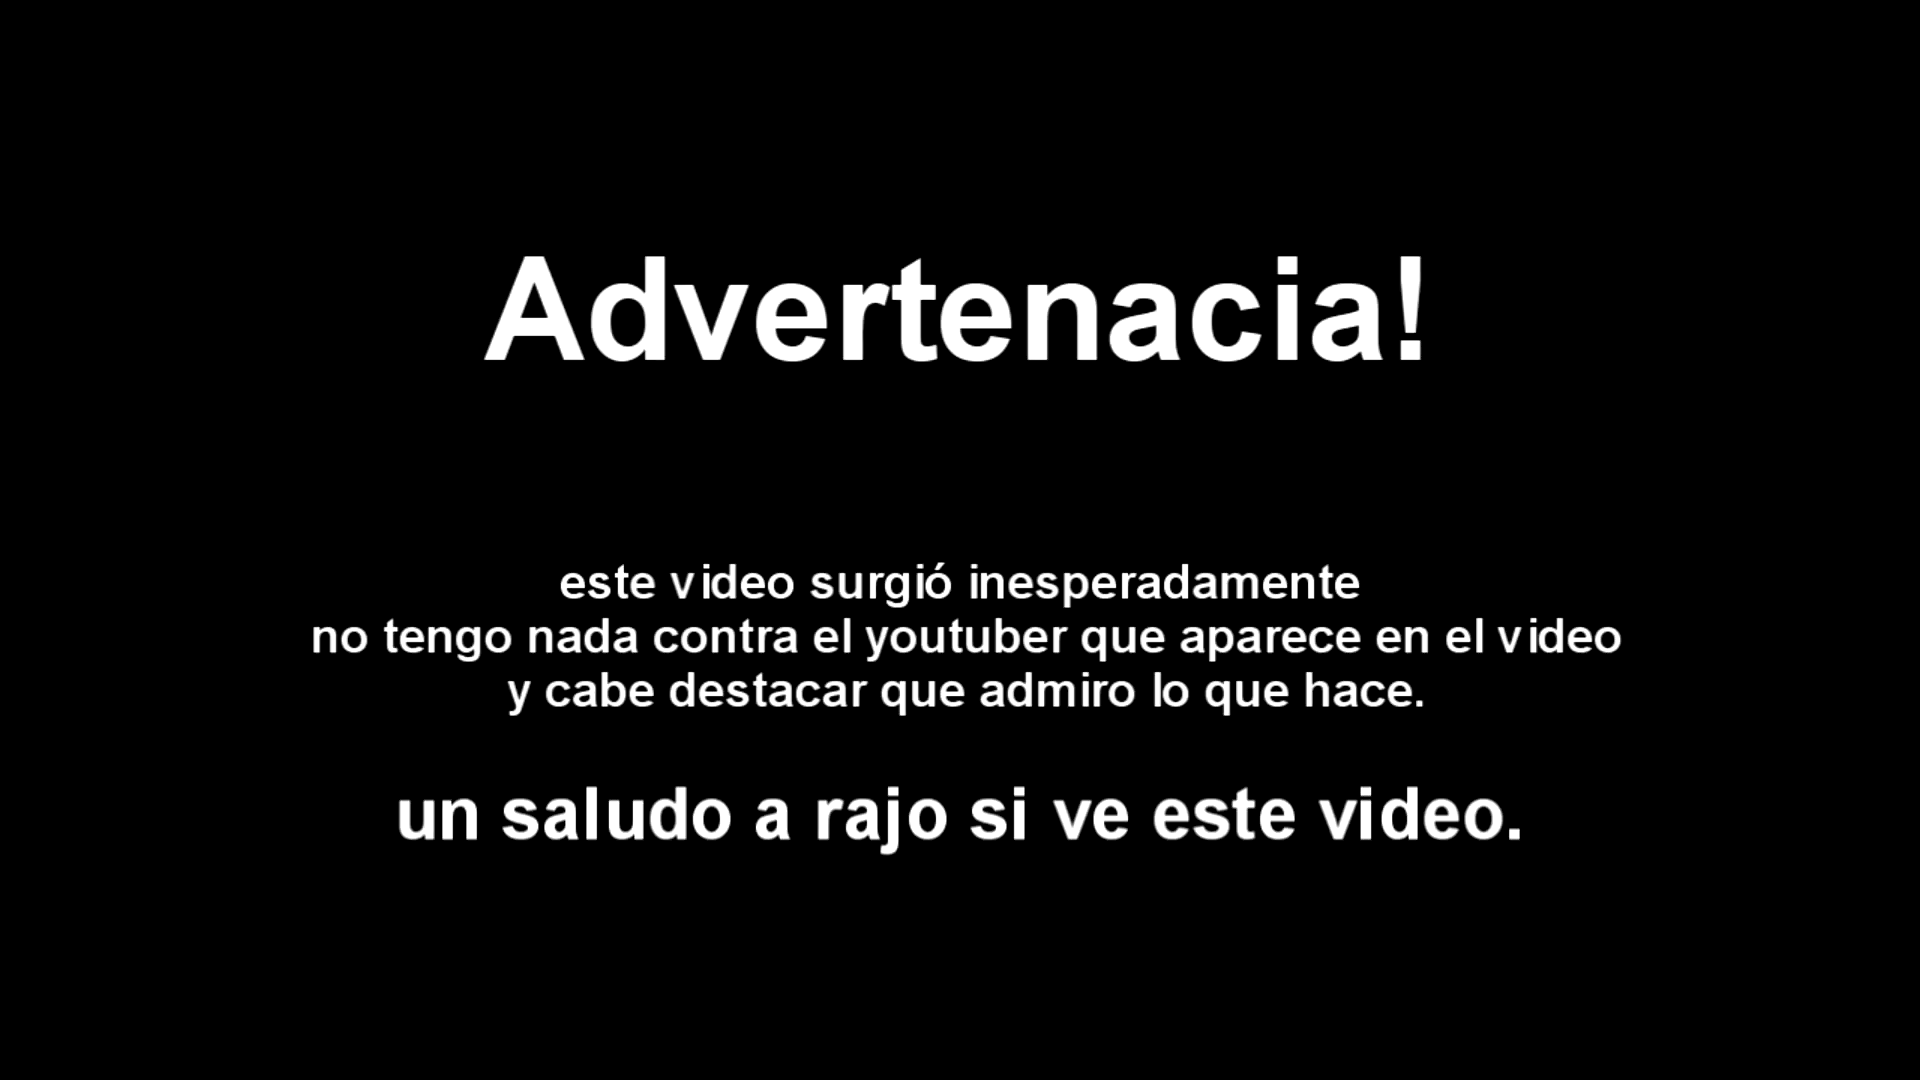 Advertenacia!
este video surgió inesperadamente
no tengo nada contra el youtuber que aparece en el video
y cabe destacar que admiro lo que hace.
un saludo a rajo si ve este video.